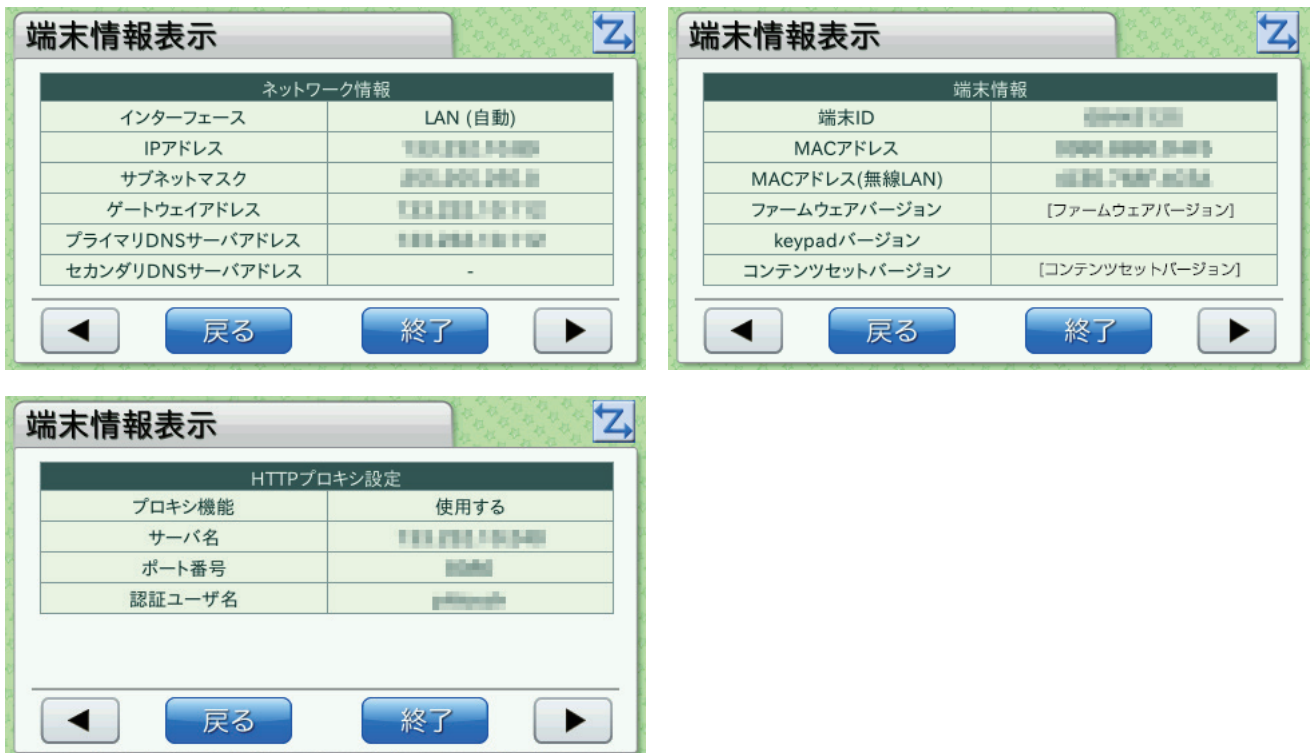 端末情報表示
ネットワーク情報
インターフェース LAN (自動)
IPアドレス
サブネットマスク
ゲートウェイアドレス
プライマリDNSサーバアドレス
セカンダリDNSサーバアドレス -
戻る 終了
端末情報表示
端末情報
端末ID
MACアドレス
MACアドレス(無線LAN)
ファームウェアバージョン [ファームウェアバージョン]
keypadバージョン
コンテンツセットバージョン [コンテンツセットバージョン]
戻る 終了
端末情報表示
HTTPプロキシ設定
プロキシ機能 使用する
サーバ名
ポート番号
認証ユーザ名
戻る 終了